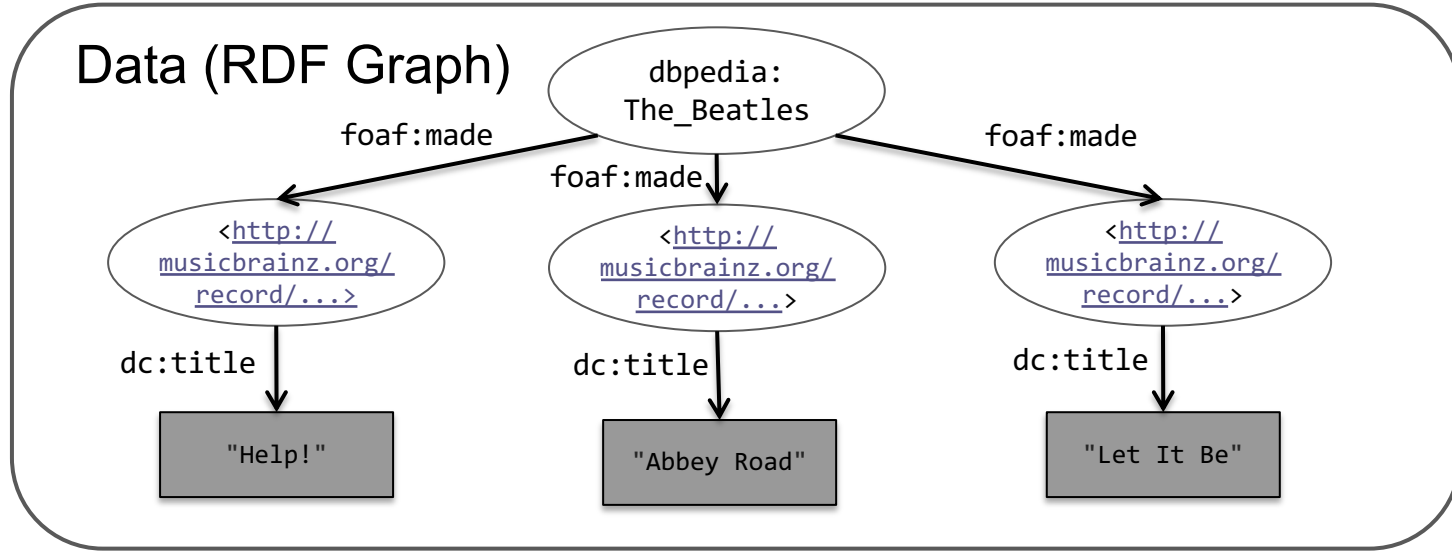 Data (RDF Graph)
dbpedia:
The_Beatles
foaf:made
foaf:made
foaf:made
<http://
musicbrainz.org/
record/...>
<http://
musicbrainz.org/
record/...>
<http://
musicbrainz.org/
record/...>
dc:title
dc:title
dc:title
"Help!"
"Abbey Road"
"Let It Be"